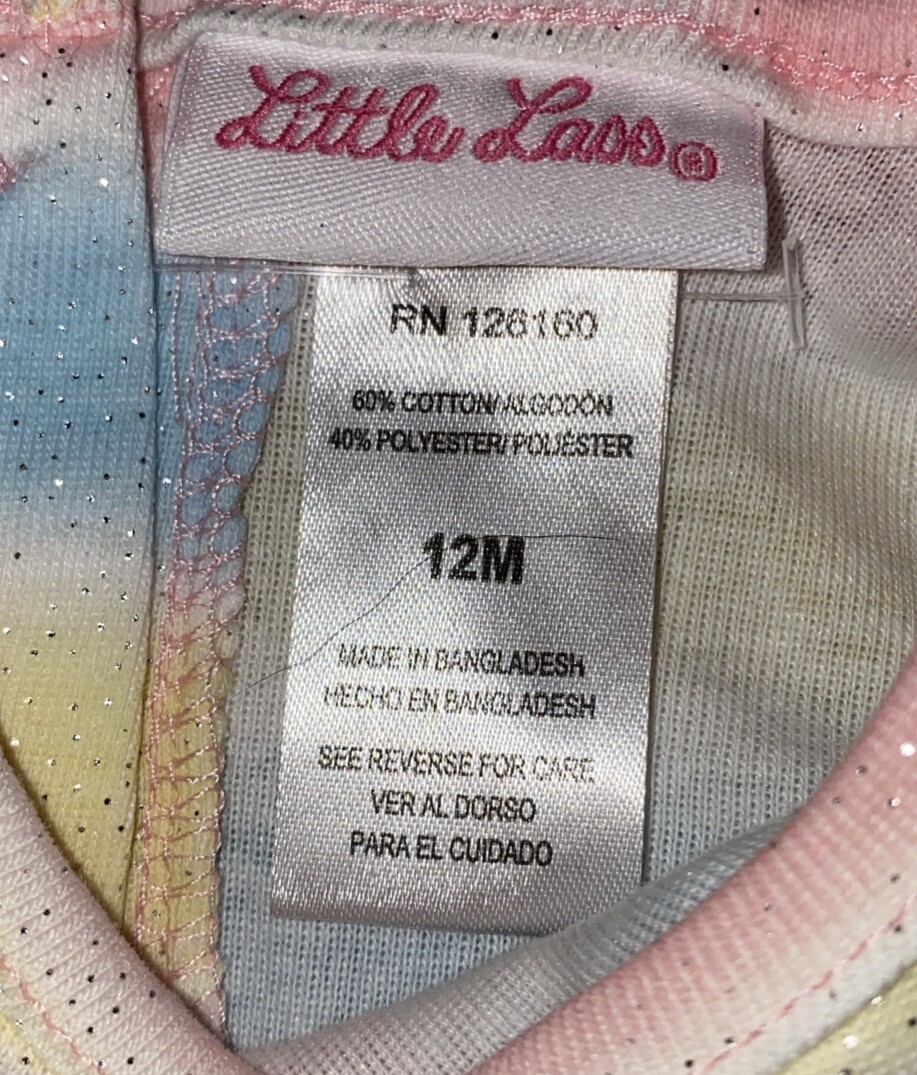 Little Lass®
RN 126160
60% COTTON/ ALGODÓN
40% POLYESTER/ POLIÉSTER
12M
MADE IN BANGLADESH
HECHO EN BANGLADESH
SEE REVERSE FOR CARE
VER AL DORSO
PARA EL CUIDADO